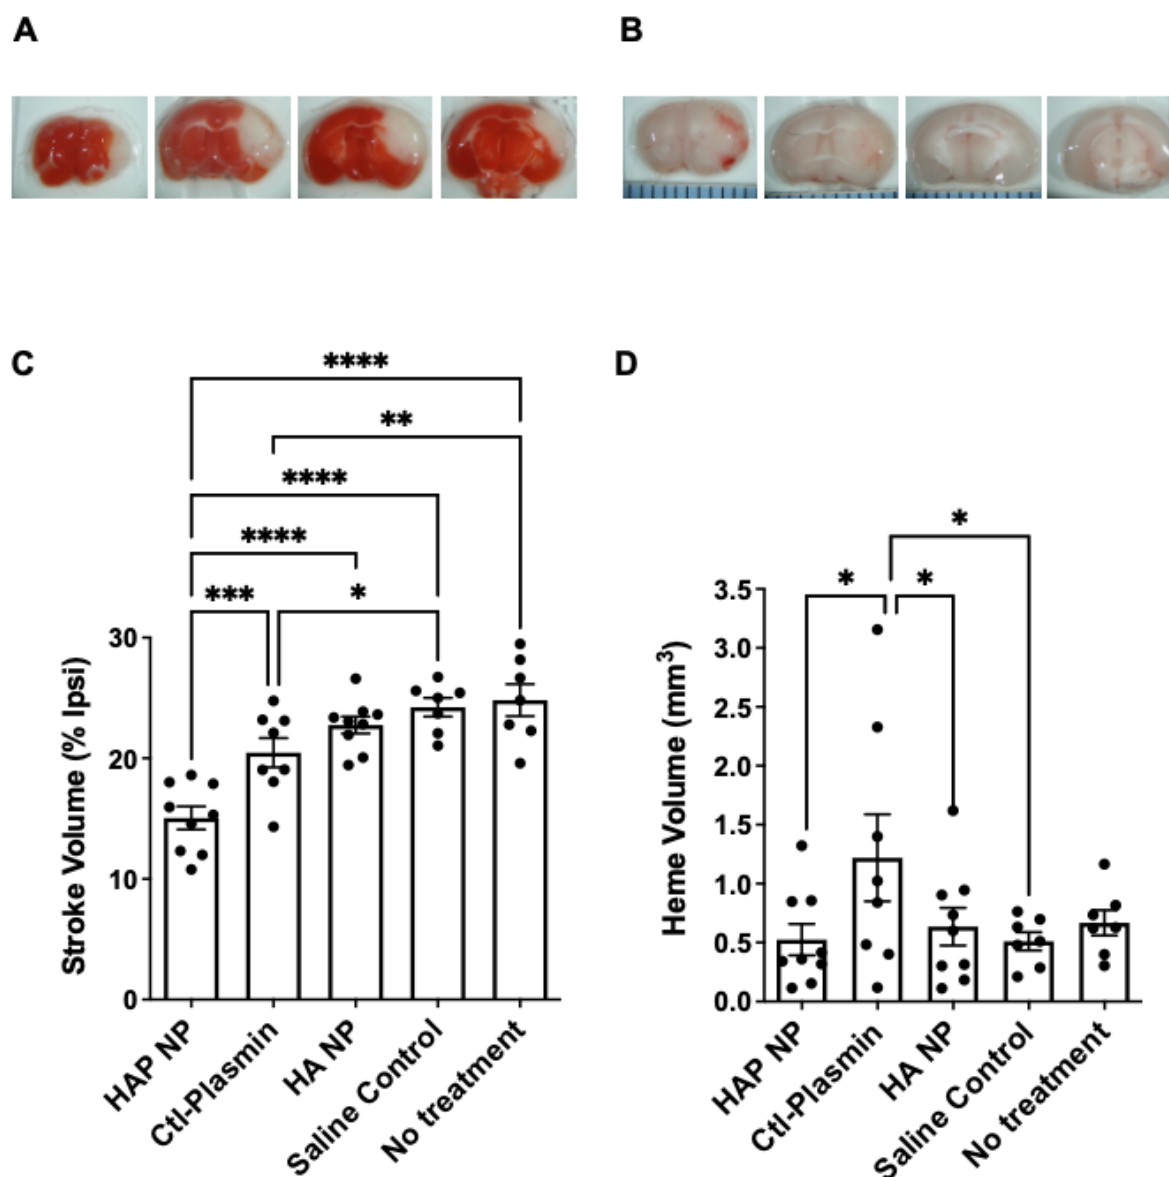 A
B
C
****
**
****
****
***
*
30
20
10
0
Stroke Volume (% Ipsi)
HAP NP
Ctl-Plasmin
HA NP
Saline Control
No treatment
D
*
*
*
3.5
3.0
2.5
2.0
1.5
1.0
0.5
0.0
Heme Volume (mm³)
HAP NP
Ctl-Plasmin
HA NP
Saline Control
No treatment